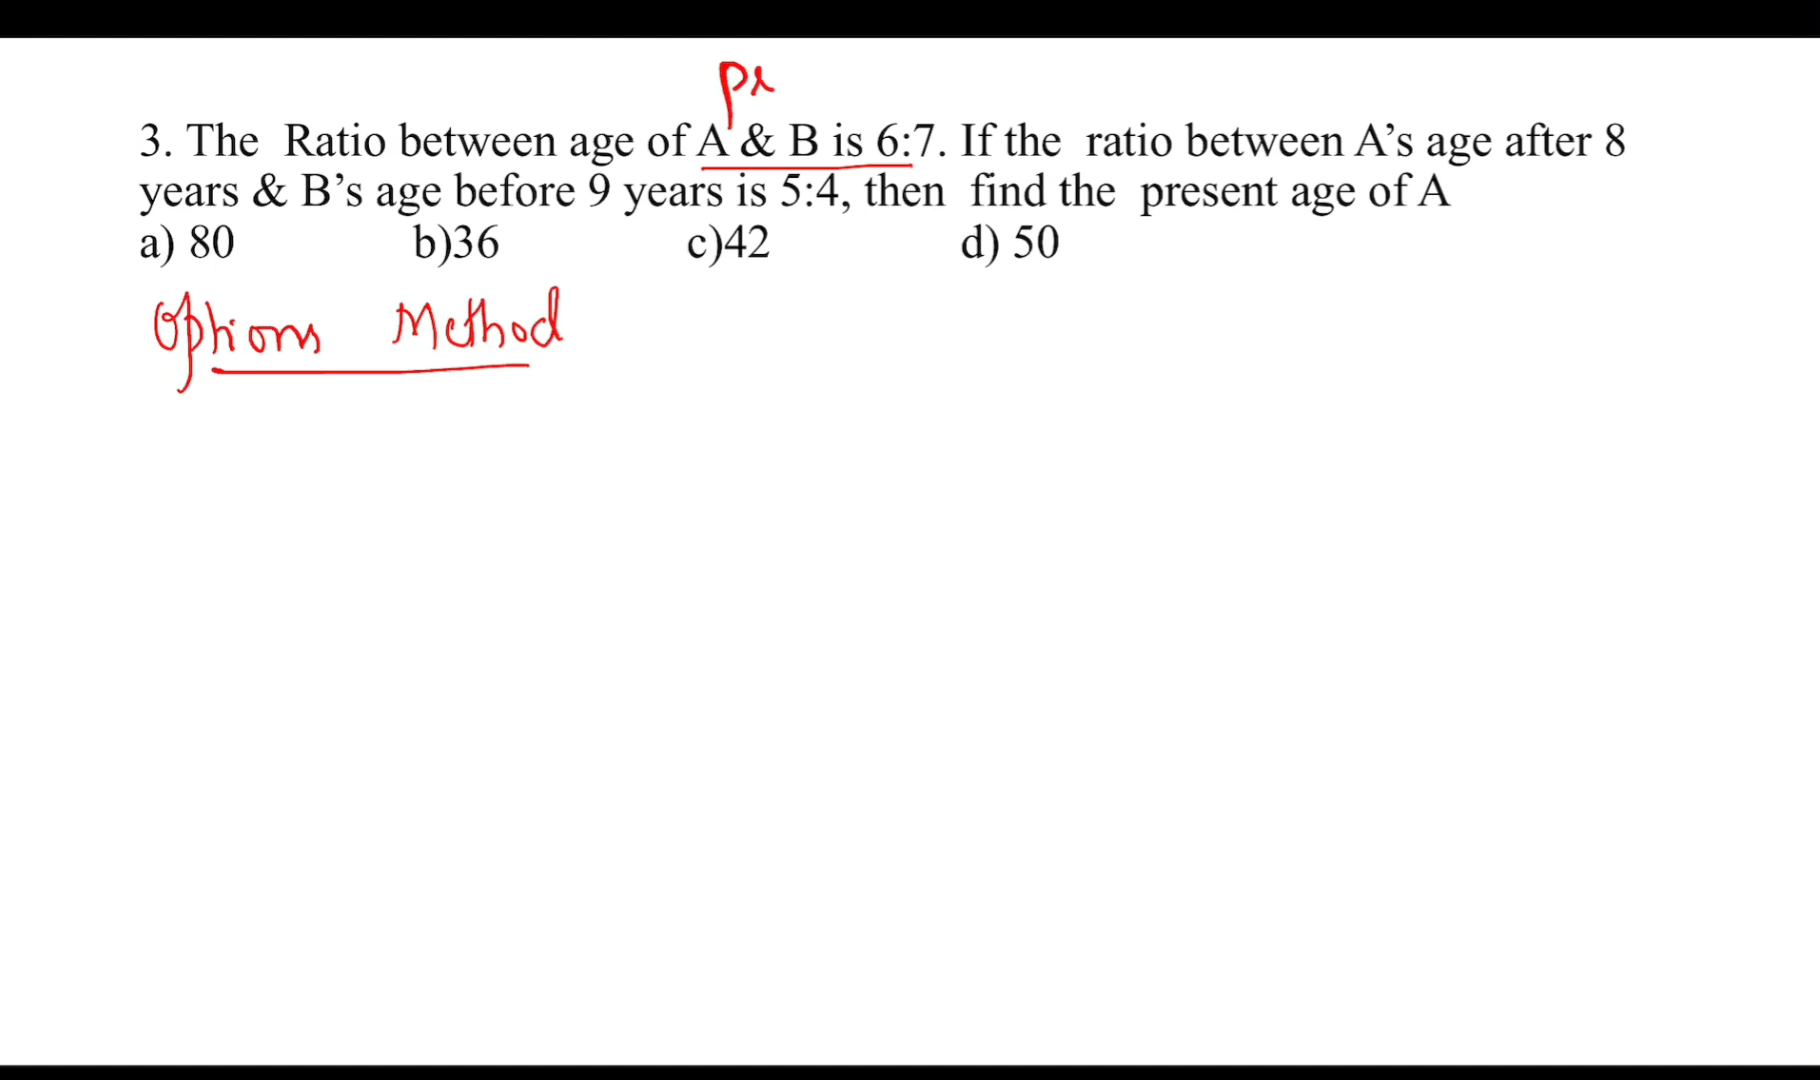 pr
3. The Ratio between age of A & B is 6:7. If the ratio between A’s age after 8
years & B’s age before 9 years is 5:4, then find the present age of A
a) 80 b)36 c)42 d) 50
Options Method